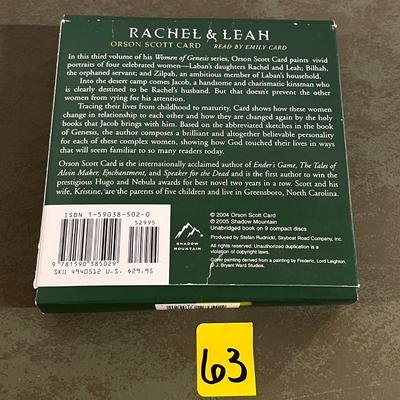 RACHEL & LEAH
ORSON SCOTT CARD READ BY EMILY CARD
In this third volume of his Women of Genesis series, Orson Scott Card paints vivid
portraits of four celebrated women—Laban's daughters Rachel and Leah; Bilhah,
the orphaned servant; and Zilpah, an ambitious member of Laban's household.
Into the desert camp comes Jacob, a handsome and charismatic kinsman who
is clearly destined to be Rachel's husband. But that doesn't prevent the other
women from vying for his attention.
Tracing their lives from childhood to maturity, Card shows how these women
change in relationship to each other and how they are changed again by the holy
books that Jacob brings with him. Based on the abbreviated sketches in the book
of Genesis, the author composes a brilliant and altogether believable personality
for each of these complex women, showing how God touched their lives in ways
that will seem familiar to so many readers today.
Orson Scott Card is the internationally acclaimed author of Ender's Game, The Tales of
Alvin Maker, Enchantment, and Speaker for the Dead and is the first author to win the
prestigious Hugo and Nebula awards for best novel two years in a row. Scott and his
wife, Kristine, are the parents of five children and live in Greensboro, North Carolina.
ISBN 1-59038-502-0
52995
9 781590 385029
SKU 4940512 U.S. $29.95
SHADOW
MOUNTAIN
© 2004 Orson Scott Card
© 2005 Shadow Mountain
Unabridged book on 9 compact discs
Produced by Stefan Rudnicki, Skyboat Road Company, Inc.
All rights reserved. Unauthorized duplication is a
violation of copyright laws.
Cover painting derived from a painting by Frederic, Lord Leighton,
D. J. Bryant Ward Studios.
63